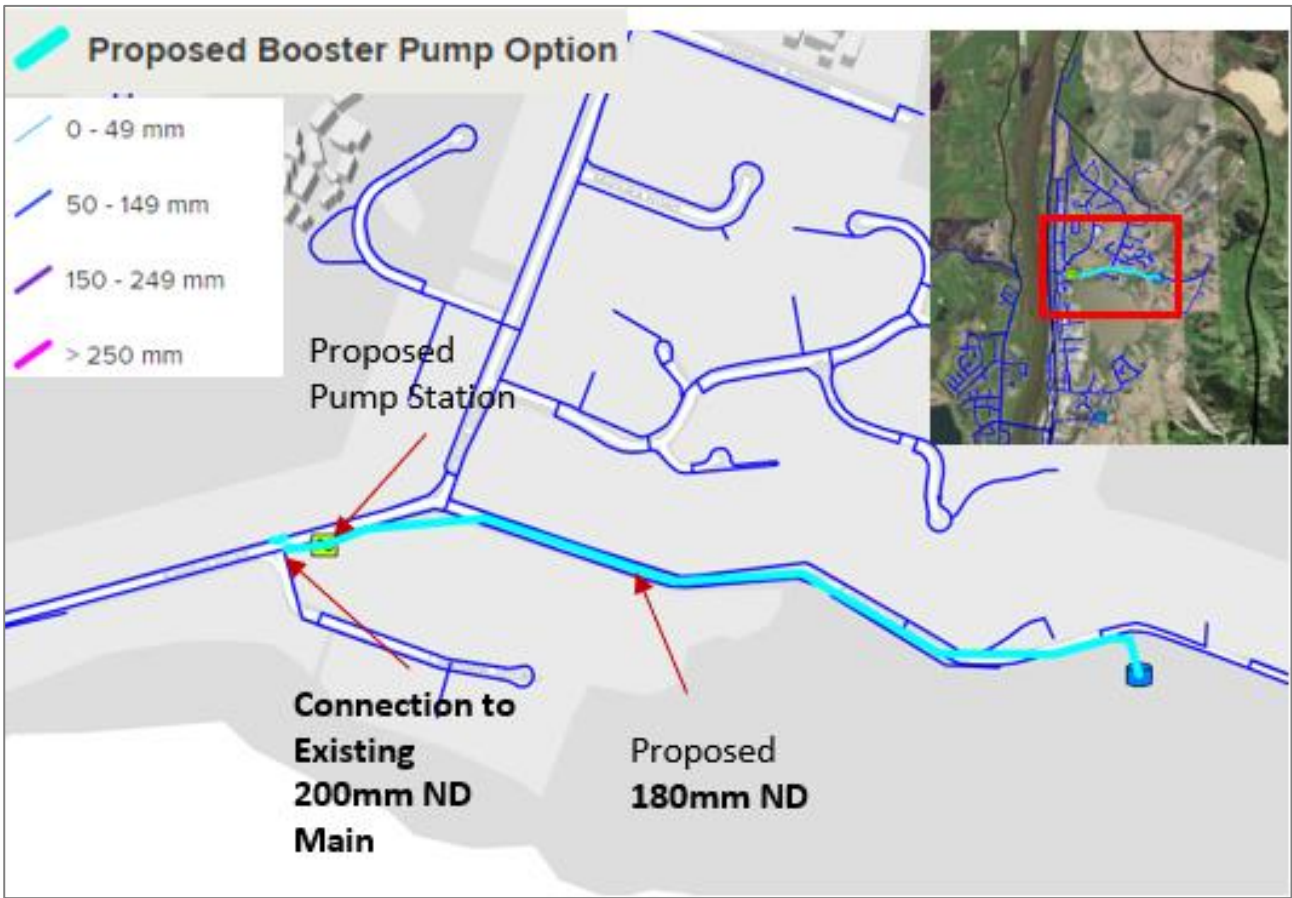 Proposed Booster Pump Option
0 - 49 mm
50 - 149 mm
150 - 249 mm
> 250 mm
Proposed
Pump Station
Connection to
Existing
200mm ND
Main
Proposed
180mm ND